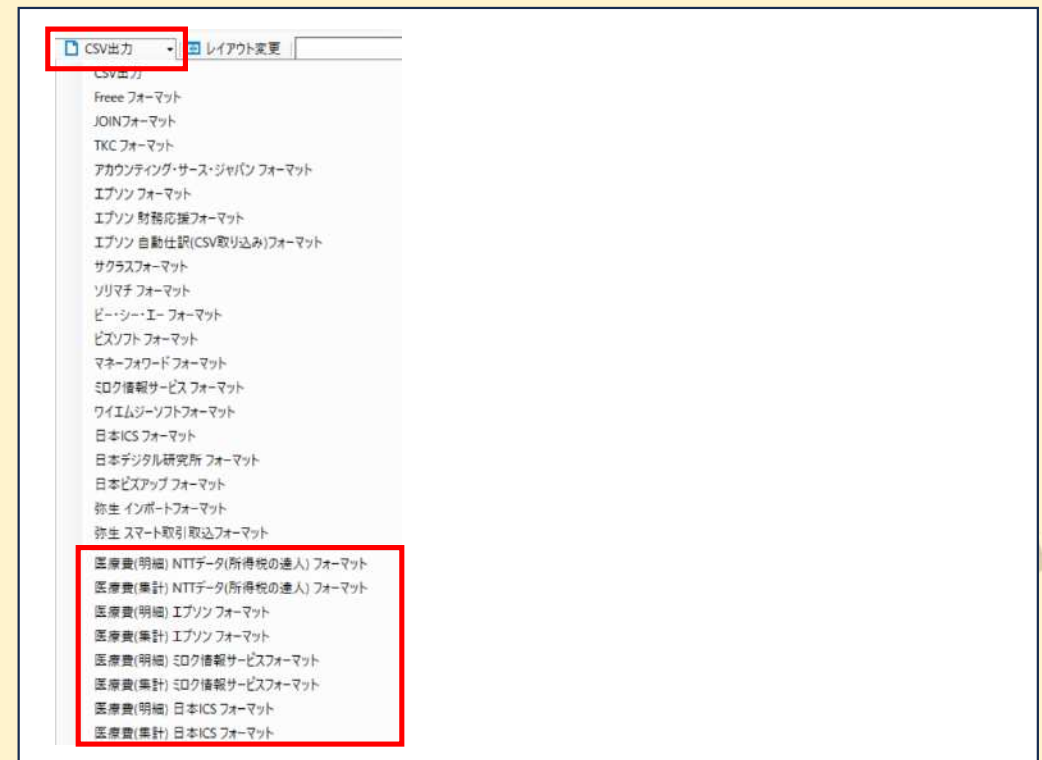 CSV出力 レイアウト変更
CSV出力
Freee フォーマット
JOINフォーマット
TKC フォーマット
アカウンティング・サース・ジャパン フォーマット
エプソン フォーマット
エプソン 財務応援フォーマット
エプソン 自動仕訳(CSV取り込み)フォーマット
サクラスフォーマット
ソリマチ フォーマット
ピー・シー・エー フォーマット
ビズソフト フォーマット
マネーフォワード フォーマット
ミロク情報サービス フォーマット
ワイエムジーソフトフォーマット
日本ICS フォーマット
日本デジタル研究所 フォーマット
日本ビズアップ フォーマット
弥生 インポートフォーマット
弥生 スマート取引取込フォーマット
医療費(明細) NTTデータ(所得税の達人) フォーマット
医療費(集計) NTTデータ(所得税の達人) フォーマット
医療費(明細) エプソン フォーマット
医療費(集計) エプソン フォーマット
医療費(明細) ミロク情報サービスフォーマット
医療費(集計) ミロク情報サービスフォーマット
医療費(明細) 日本ICS フォーマット
医療費(集計) 日本ICS フォーマット